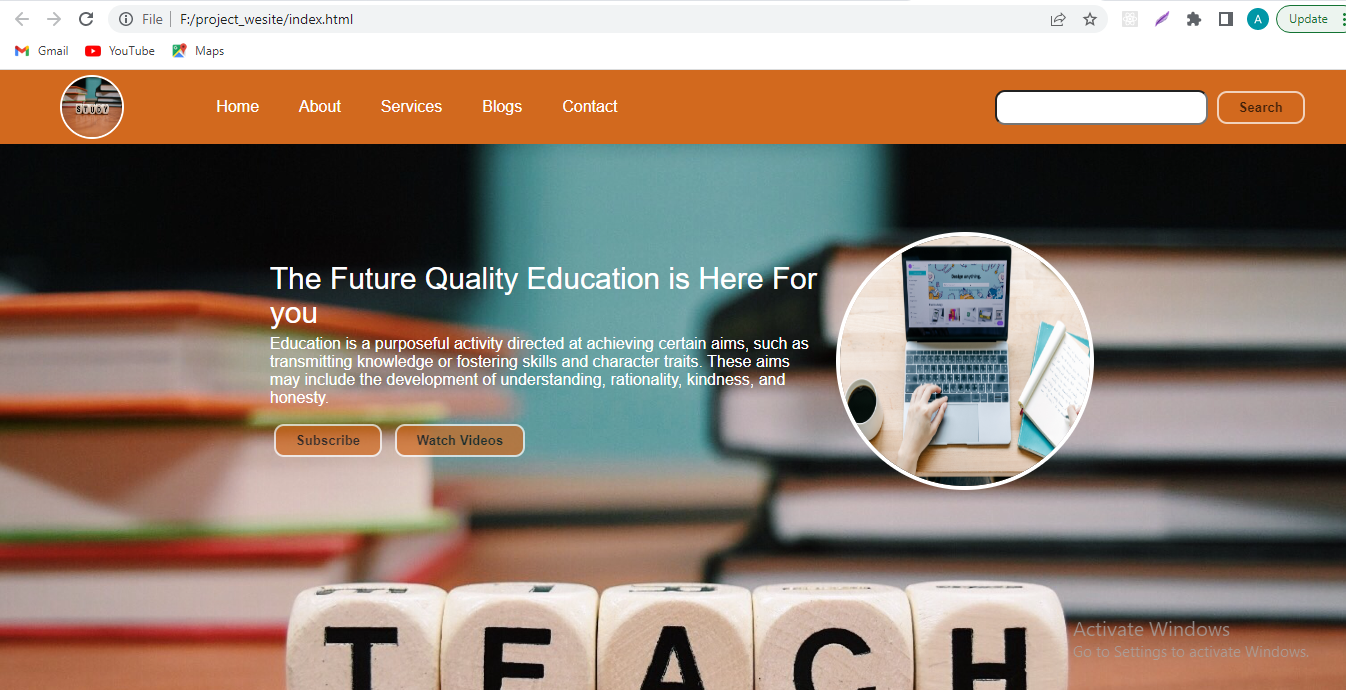 File F:/project_wesite/index.html
A
Update
Gmail YouTube Maps
STUDY
Home About Services Blogs Contact
Search
The Future Quality Education is Here For
you
Education is a purposeful activity directed at achieving certain aims, such as
transmitting knowledge or fostering skills and character traits. These aims
may include the development of understanding, rationality, kindness, and
honesty.
Subscribe Watch Videos
Design anything.
TEACH
Activate Windows
Go to Settings to activate Windows.